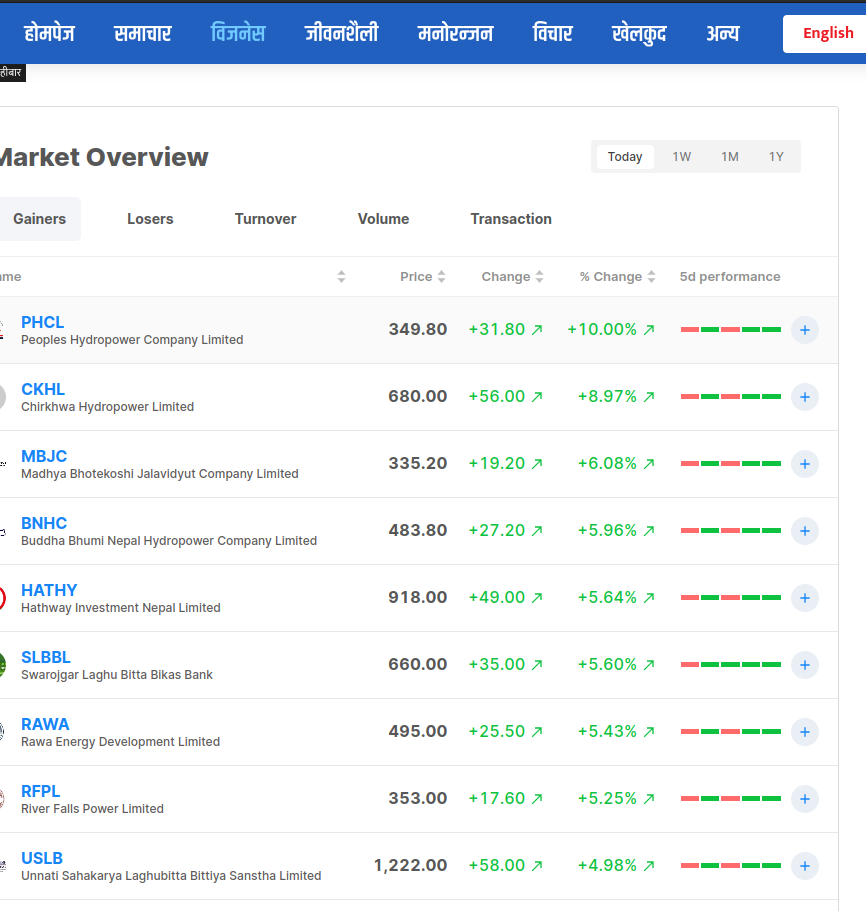 होमपेज समाचार विजनेस जीवनशैली मनोरन्जन विचार खेलकुद अन्य English
हीबार
Market Overview
Today 1W 1M 1Y
Gainers Losers Turnover Volume Transaction
Price Change % Change 5d performance
PHCL 349.80 +31.80 +10.00%
Peoples Hydropower Company Limited
CKHL 680.00 +56.00 +8.97%
Chirkhwa Hydropower Limited
MBJC 335.20 +19.20 +6.08%
Madhya Bhotekoshi Jalavidyut Company Limited
BNHC 483.80 +27.20 +5.96%
Buddha Bhumi Nepal Hydropower Company Limited
HATHY 918.00 +49.00 +5.64%
Hathway Investment Nepal Limited
SLBBL 660.00 +35.00 +5.60%
Swarojgar Laghu Bitta Bikas Bank
RAWA 495.00 +25.50 +5.43%
Rawa Energy Development Limited
RFPL 353.00 +17.60 +5.25%
River Falls Power Limited
USLB 1,222.00 +58.00 +4.98%
Unnati Sahakarya Laghubitta Bittiya Sanstha Limited